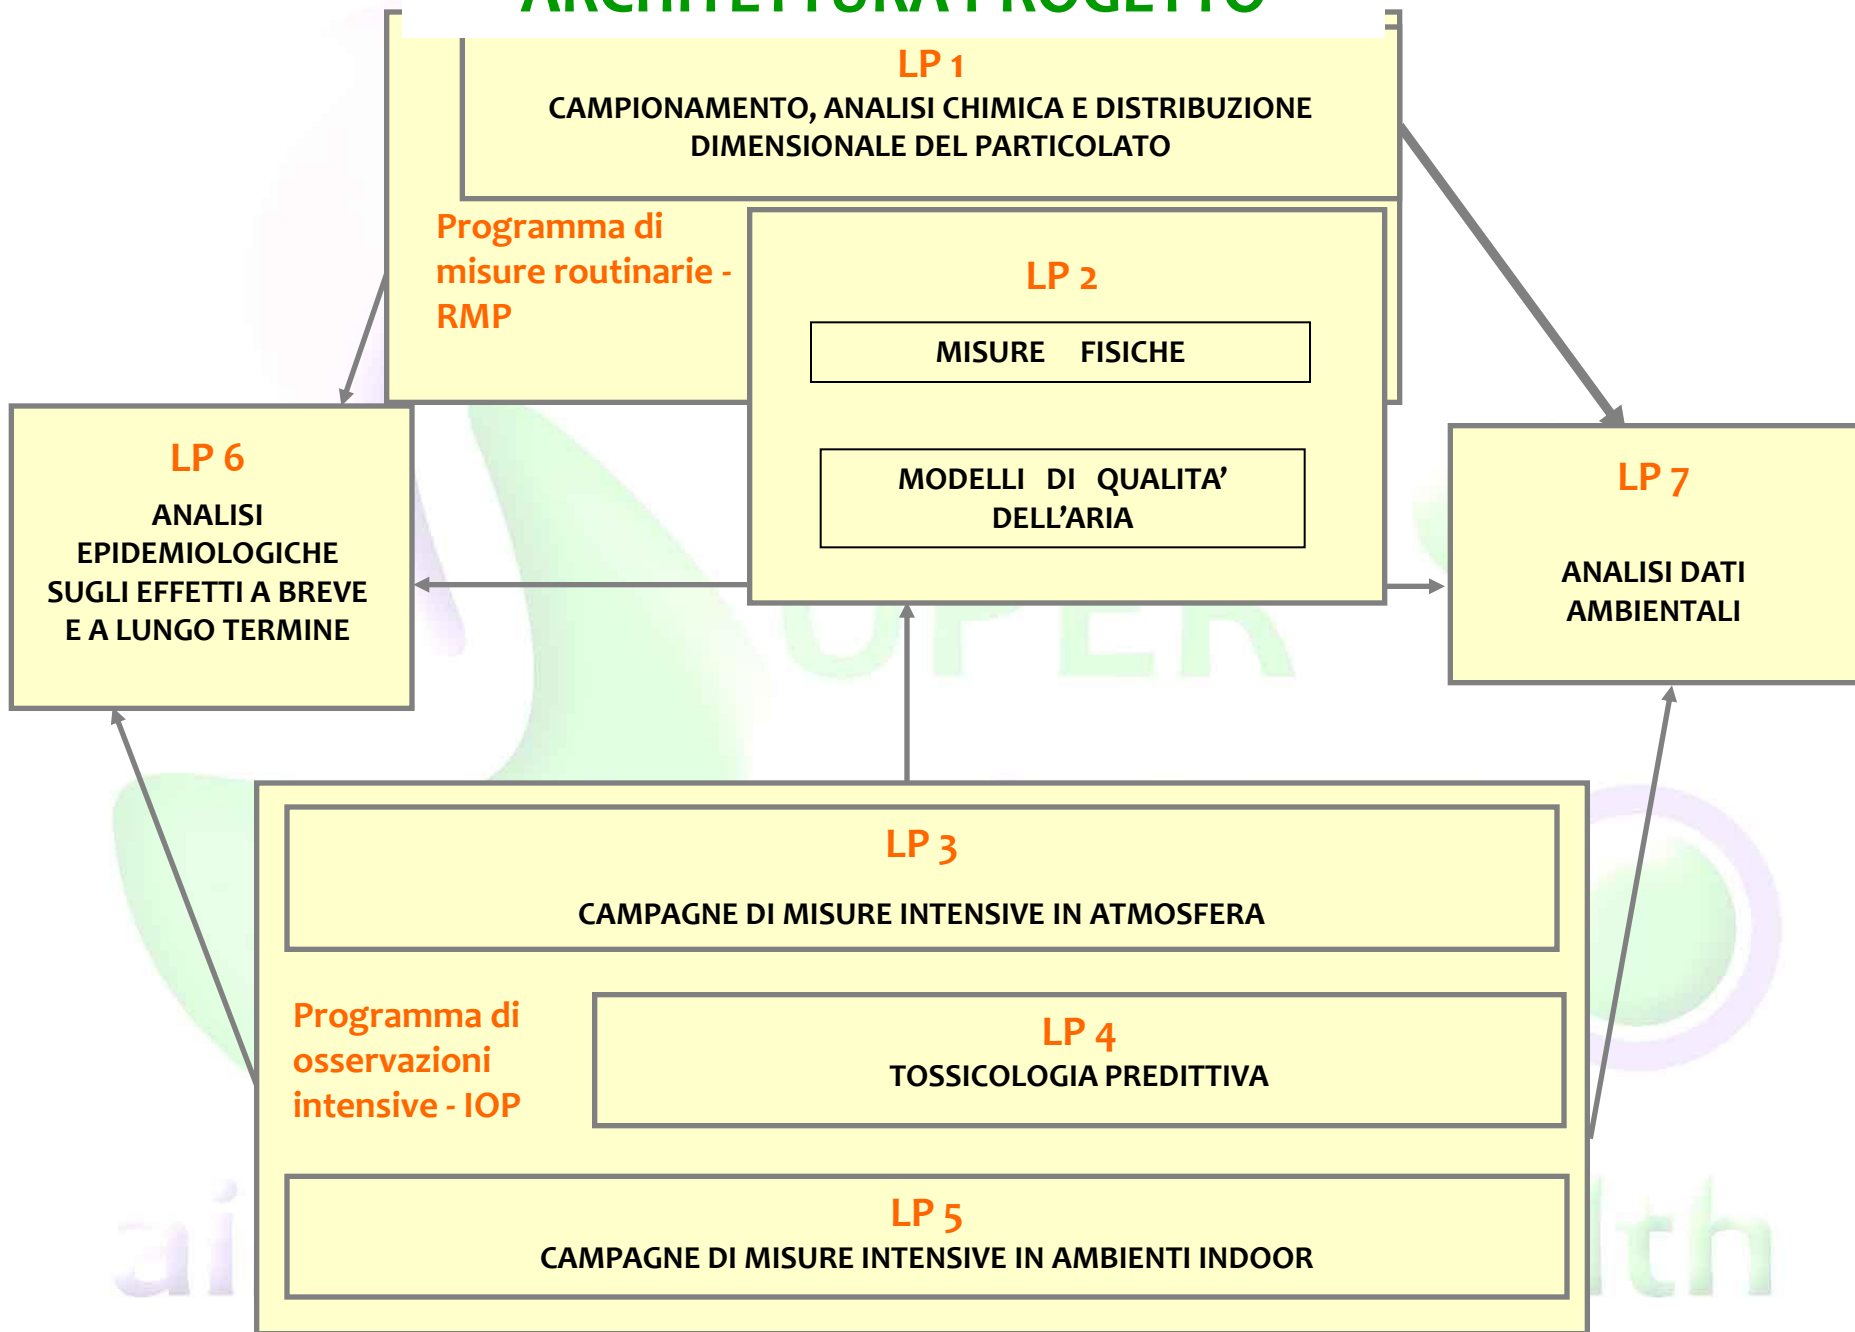 ARCHITETTURA PROGETTO
LP 1
CAMPIONAMENTO, ANALISI CHIMICA E DISTRIBUZIONE
DIMENSIONALE DEL PARTICOLATO
Programma di
misure routinarie -
RMP
LP 2
MISURE FISICHE
MODELLI DI QUALITA’
DELL’ARIA
LP 6
ANALISI
EPIDEMIOLOGICHE
SUGLI EFFETTI A BREVE
E A LUNGO TERMINE
LP 7
ANALISI DATI
AMBIENTALI
LP 3
CAMPAGNE DI MISURE INTENSIVE IN ATMOSFERA
Programma di
osservazioni
intensive - IOP
LP 4
TOSSICOLOGIA PREDITTIVA
LP 5
CAMPAGNE DI MISURE INTENSIVE IN AMBIENTI INDOOR